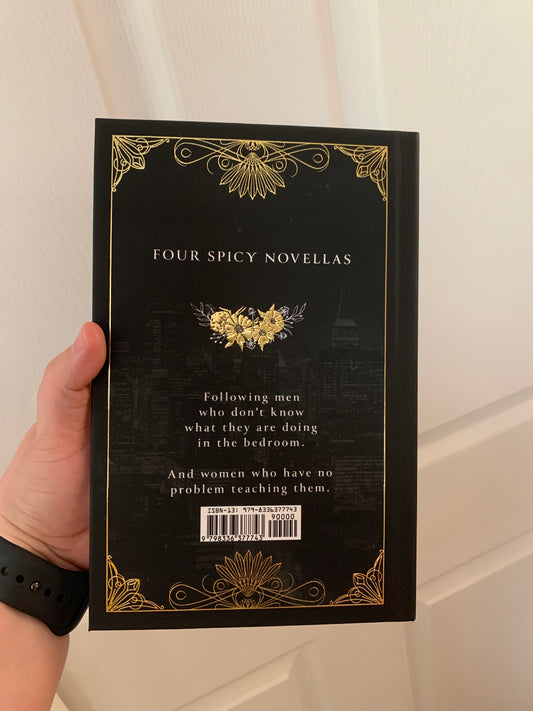 FOUR SPICY NOVELLAS
Following men
who don't know
what they are doing
in the bedroom.
And women who have no
problem teaching them.
ISBN-13: 979-8336377743
90000
9 798336 377743